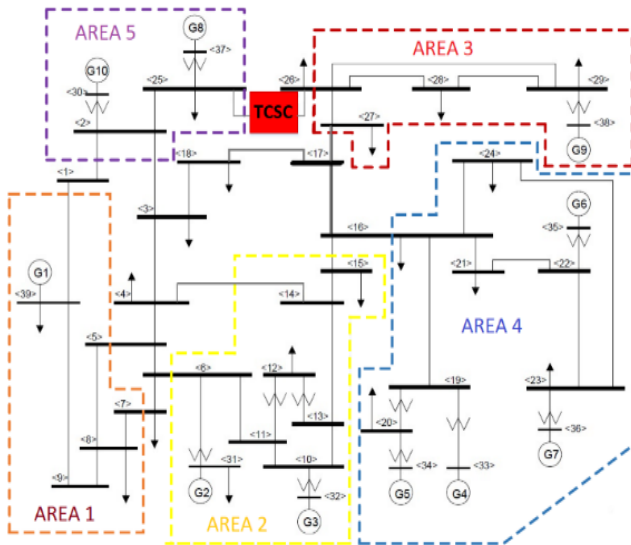 AREA 5
G8
<37>
AREA 3
<25>
<26>
<28>
<29>
G10
<30>
TCSC
<2>
<27>
<38>
<18>
<17>
<24>
G9
<1>
G6
<3>
<16>
<35>
<15>
<21>
<22>
G1
<39>
<4>
<14>
AREA 4
<5>
<6>
<12>
<19>
<23>
<7>
<13>
<20>
<8>
<11>
<36>
<31>
<10>
<34>
<33>
G7
<9>
G2
<32>
G5
G4
AREA 1
AREA 2
G3